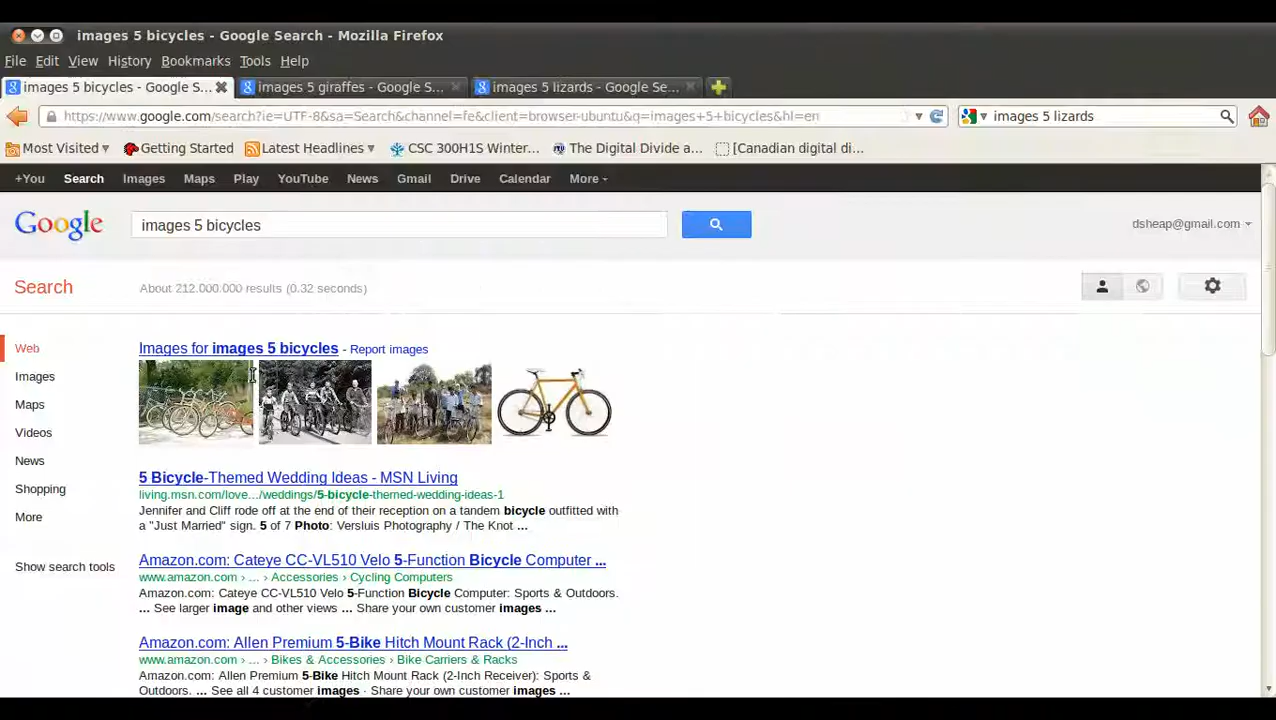 images 5 bicycles - Google Search - Mozilla Firefox
File Edit View History Bookmarks Tools Help
images 5 bicycles - Google S... images 5 giraffes - Google S... images 5 lizards - Google Se...
https://www.google.com/search?ie=UTF-8&sa=Search&channel=fe&client=browser-ubuntu&q=images+5+bicycles&hl=en images 5 lizards
Most Visited Getting Started Latest Headlines CSC 300H1S Winter... The Digital Divide a... [Canadian digital di...
+You Search Images Maps Play YouTube News Gmail Drive Calendar More
Google images 5 bicycles dsheap@gmail.com
Search About 212,000,000 results (0.32 seconds)
Web
Images
Maps
Videos
News
Shopping
More
Show search tools
Images for images 5 bicycles - Report images
5 Bicycle-Themed Wedding Ideas - MSN Living
living.msn.com/love.../weddings/5-bicycle-themed-wedding-ideas-1
Jennifer and Cliff rode off at the end of their reception on a tandem bicycle outfitted with
a "Just Married" sign. 5 of 7 Photo: Versluis Photography / The Knot ...
Amazon.com: Cateye CC-VL510 Velo 5-Function Bicycle Computer ...
www.amazon.com › ... › Accessories › Cycling Computers
Amazon.com: Cateye CC-VL510 Velo 5-Function Bicycle Computer: Sports & Outdoors.
... See larger image and other views ... Share your own customer images ...
Amazon.com: Allen Premium 5-Bike Hitch Mount Rack (2-Inch ...
www.amazon.com › ... › Bikes & Accessories › Bike Carriers & Racks
Amazon.com: Allen Premium 5-Bike Hitch Mount Rack (2-Inch Receiver): Sports &
Outdoors. ... See all 4 customer images · Share your own customer images ...